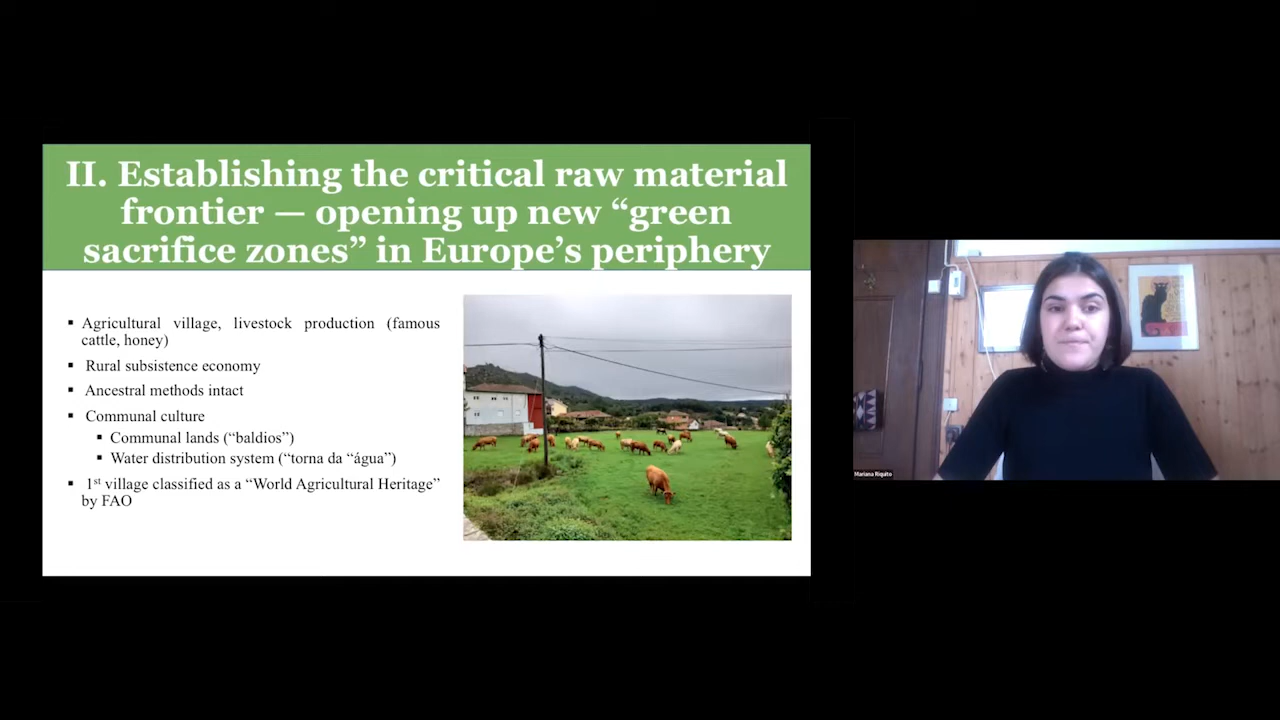 II. Establishing the critical raw material
frontier — opening up new “green
sacrifice zones” in Europe’s periphery
▪ Agricultural village, livestock production (famous
cattle, honey)
▪ Rural subsistence economy
▪ Ancestral methods intact
▪ Communal culture
▪ Communal lands (“baldios”)
▪ Water distribution system (“torna da “água”)
▪ 1st village classified as a “World Agricultural Heritage”
by FAO
Mariana Riquito